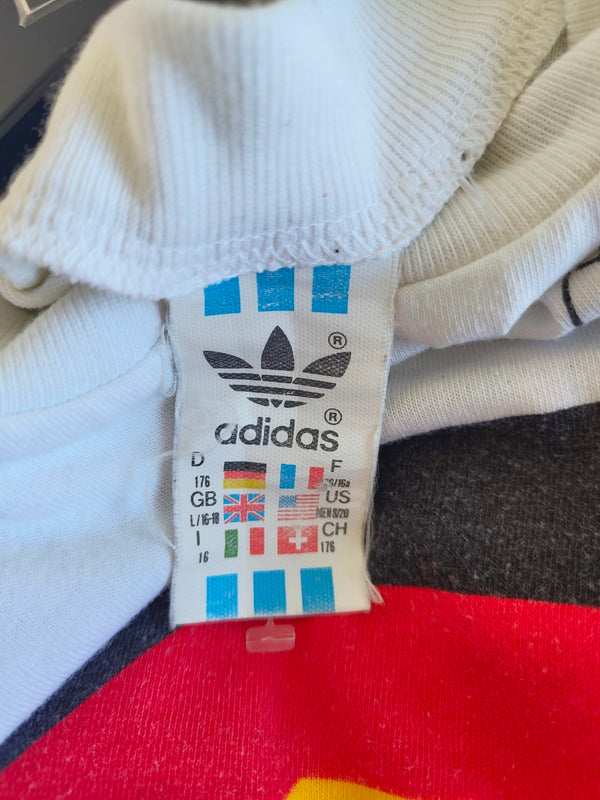 ®
®
adidas
D F
176
GB US
L/16-18
I CH
16 176